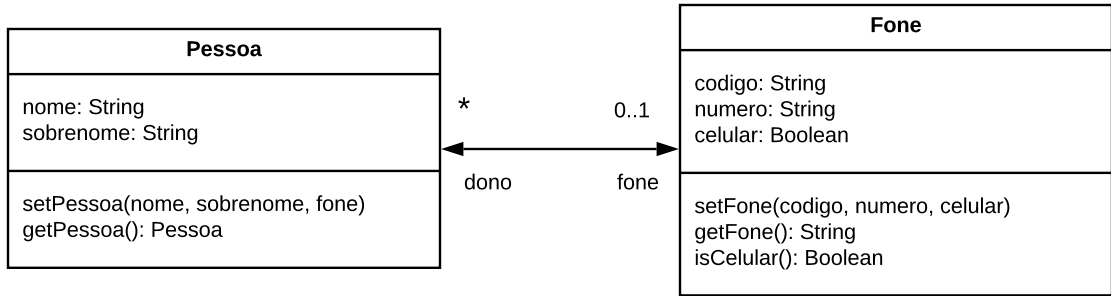 Pessoa
nome: String
sobrenome: String
setPessoa(nome, sobrenome, fone)
getPessoa(): Pessoa
*
0..1
dono
fone
Fone
codigo: String
numero: String
celular: Boolean
setFone(codigo, numero, celular)
getFone(): String
isCelular(): Boolean